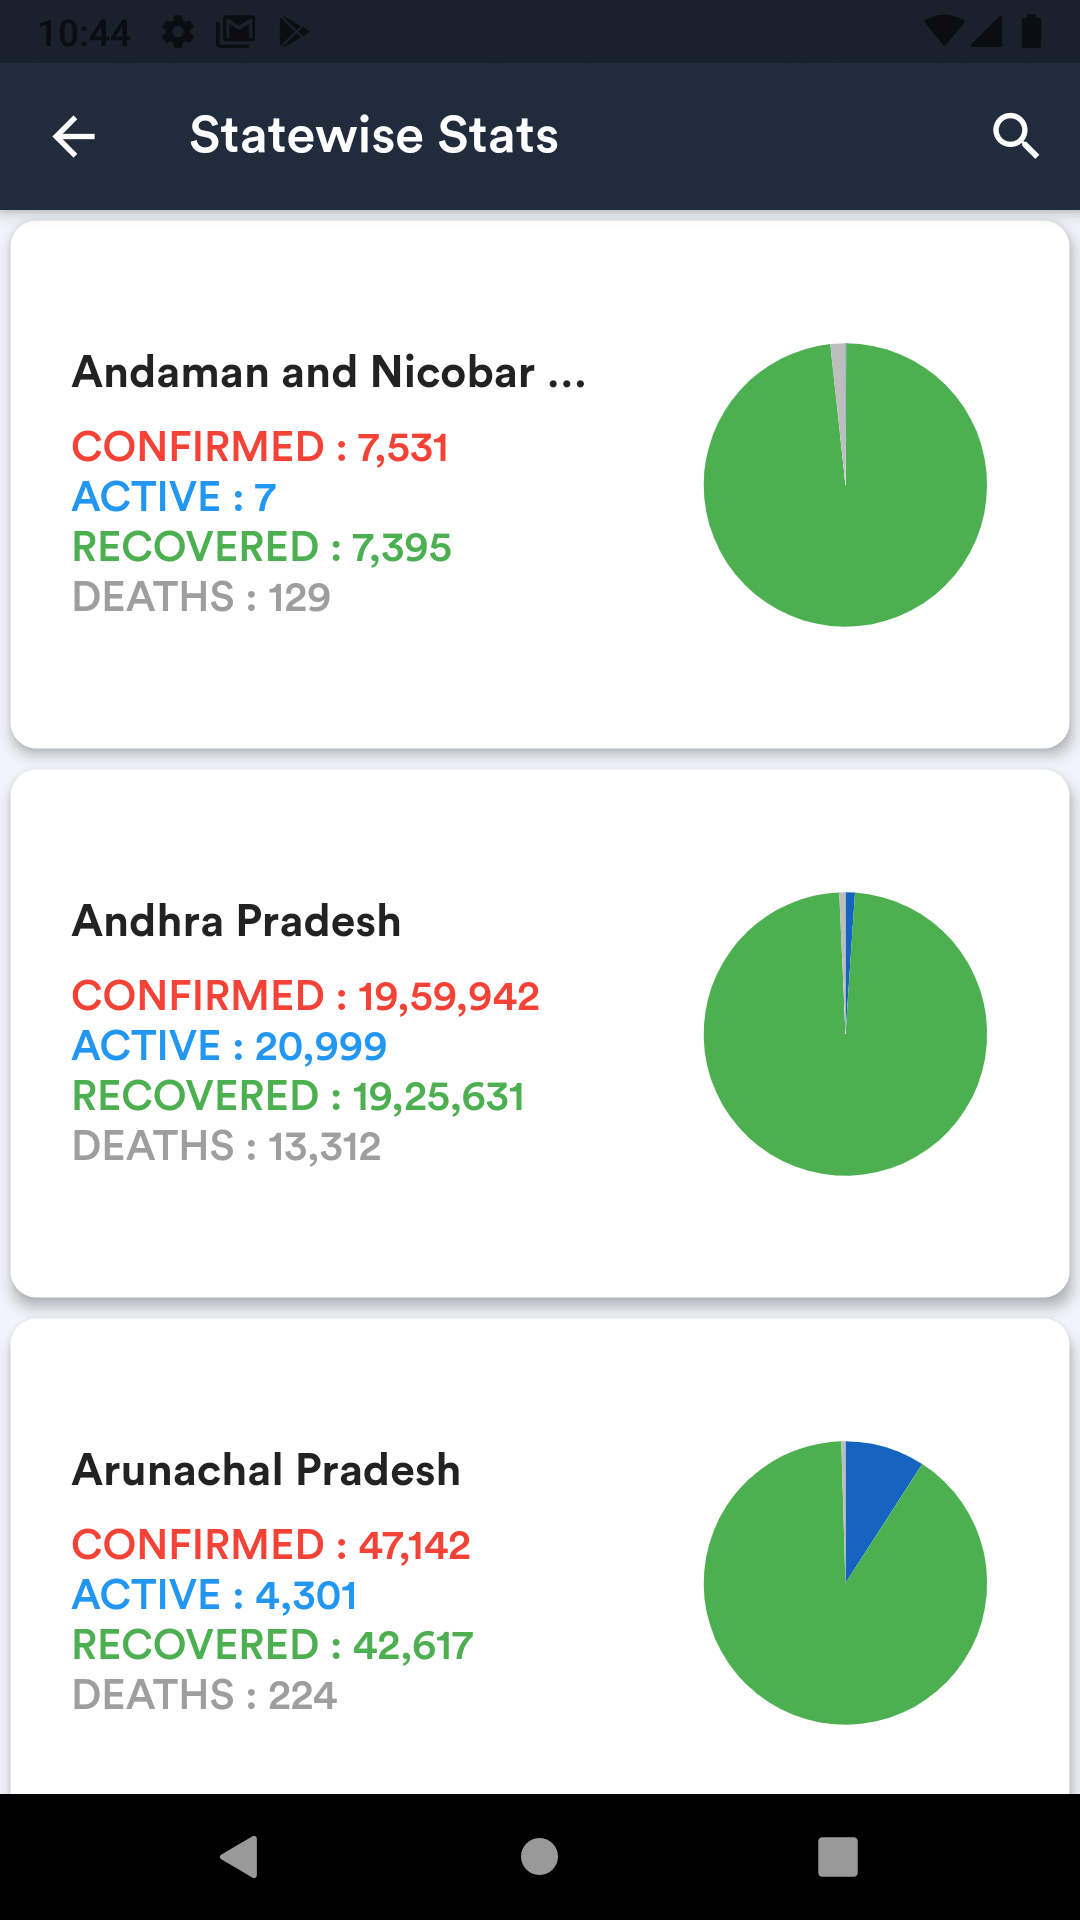 10:44
Statewise Stats
Andaman and Nicobar ...
CONFIRMED : 7,531
ACTIVE : 7
RECOVERED : 7,395
DEATHS : 129
Andhra Pradesh
CONFIRMED : 19,59,942
ACTIVE : 20,999
RECOVERED : 19,25,631
DEATHS : 13,312
Arunachal Pradesh
CONFIRMED : 47,142
ACTIVE : 4,301
RECOVERED : 42,617
DEATHS : 224